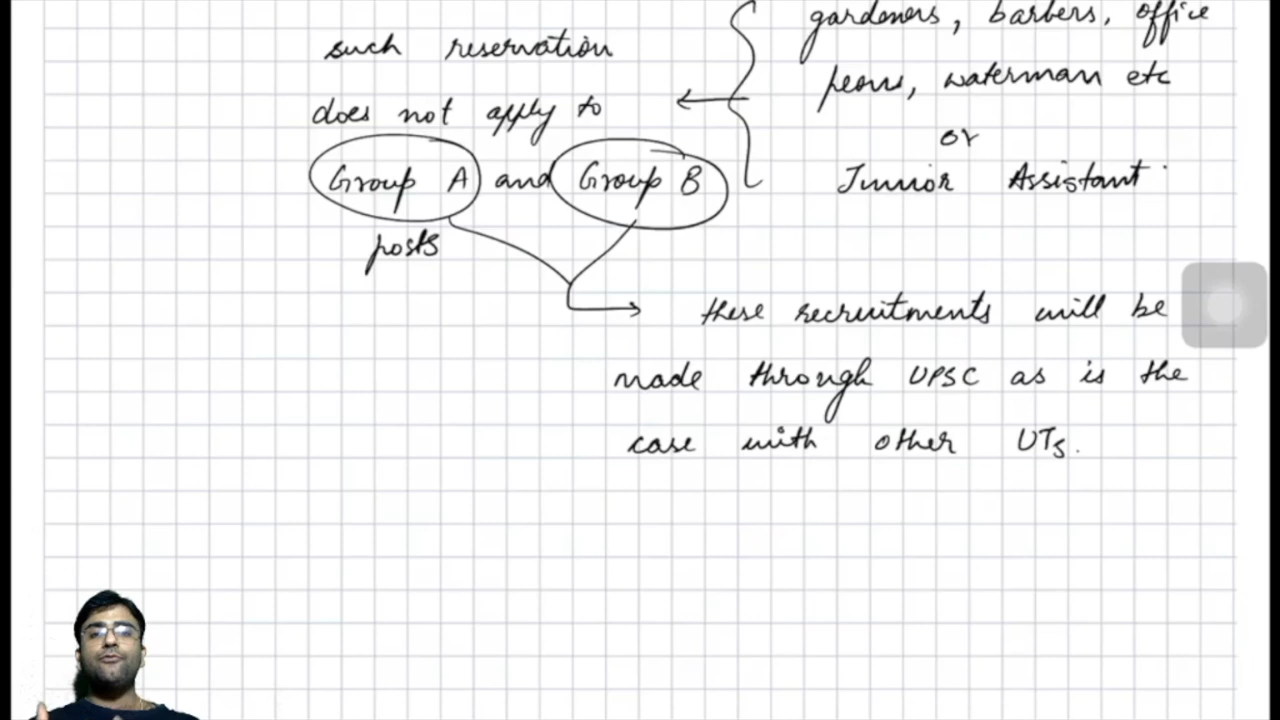 such reservation
does not apply to
Group A and Group B
posts
gardeners, barbers, office
peons, waterman etc
or
Junior Assistant.
these recruitments will be
made through UPSC as is the
case with other UTs.